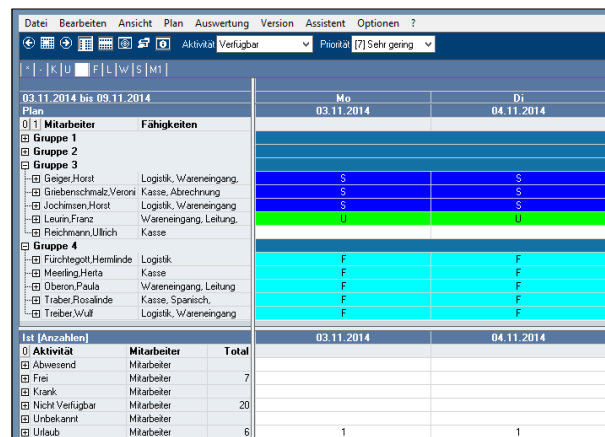 Datei Bearbeiten Ansicht Plan Auswertung Version Assistent Optionen ?
Aktivität Verfügbar Priorität [7] Sehr gering
* | - | K | U | F | L | W | S | M1 |
03.11.2014 bis 09.11.2014 Mo Di
Plan 03.11.2014 04.11.2014
0 1 Mitarbeiter Fähigkeiten
Gruppe 1
Gruppe 2
Gruppe 3
Geiger,Horst Logistik, Wareneingang, S S
Griebenschmalz,Veroni Kasse, Abrechnung S S
Jochimsen,Horst Logistik, Wareneingang S S
Leurin,Franz Wareneingang, Leitung, U U
Reichmann,Ullrich Kasse
Gruppe 4
Fürchtegott,Hermlinde Logistik F F
Meerling,Herta Kasse F F
Oberon,Paula Wareneingang, Leitung F F
Traber,Rosalinde Kasse, Spanisch, F F
Treiber,Wulf Logistik, Wareneingang F F
Ist [Anzahlen] 03.11.2014 04.11.2014
0 Aktivität Mitarbeiter Total
Abwesend Mitarbeiter
Frei Mitarbeiter 7
Krank Mitarbeiter
Nicht Verfügbar Mitarbeiter 20
Unbekannt Mitarbeiter
Urlaub Mitarbeiter 6 1 1